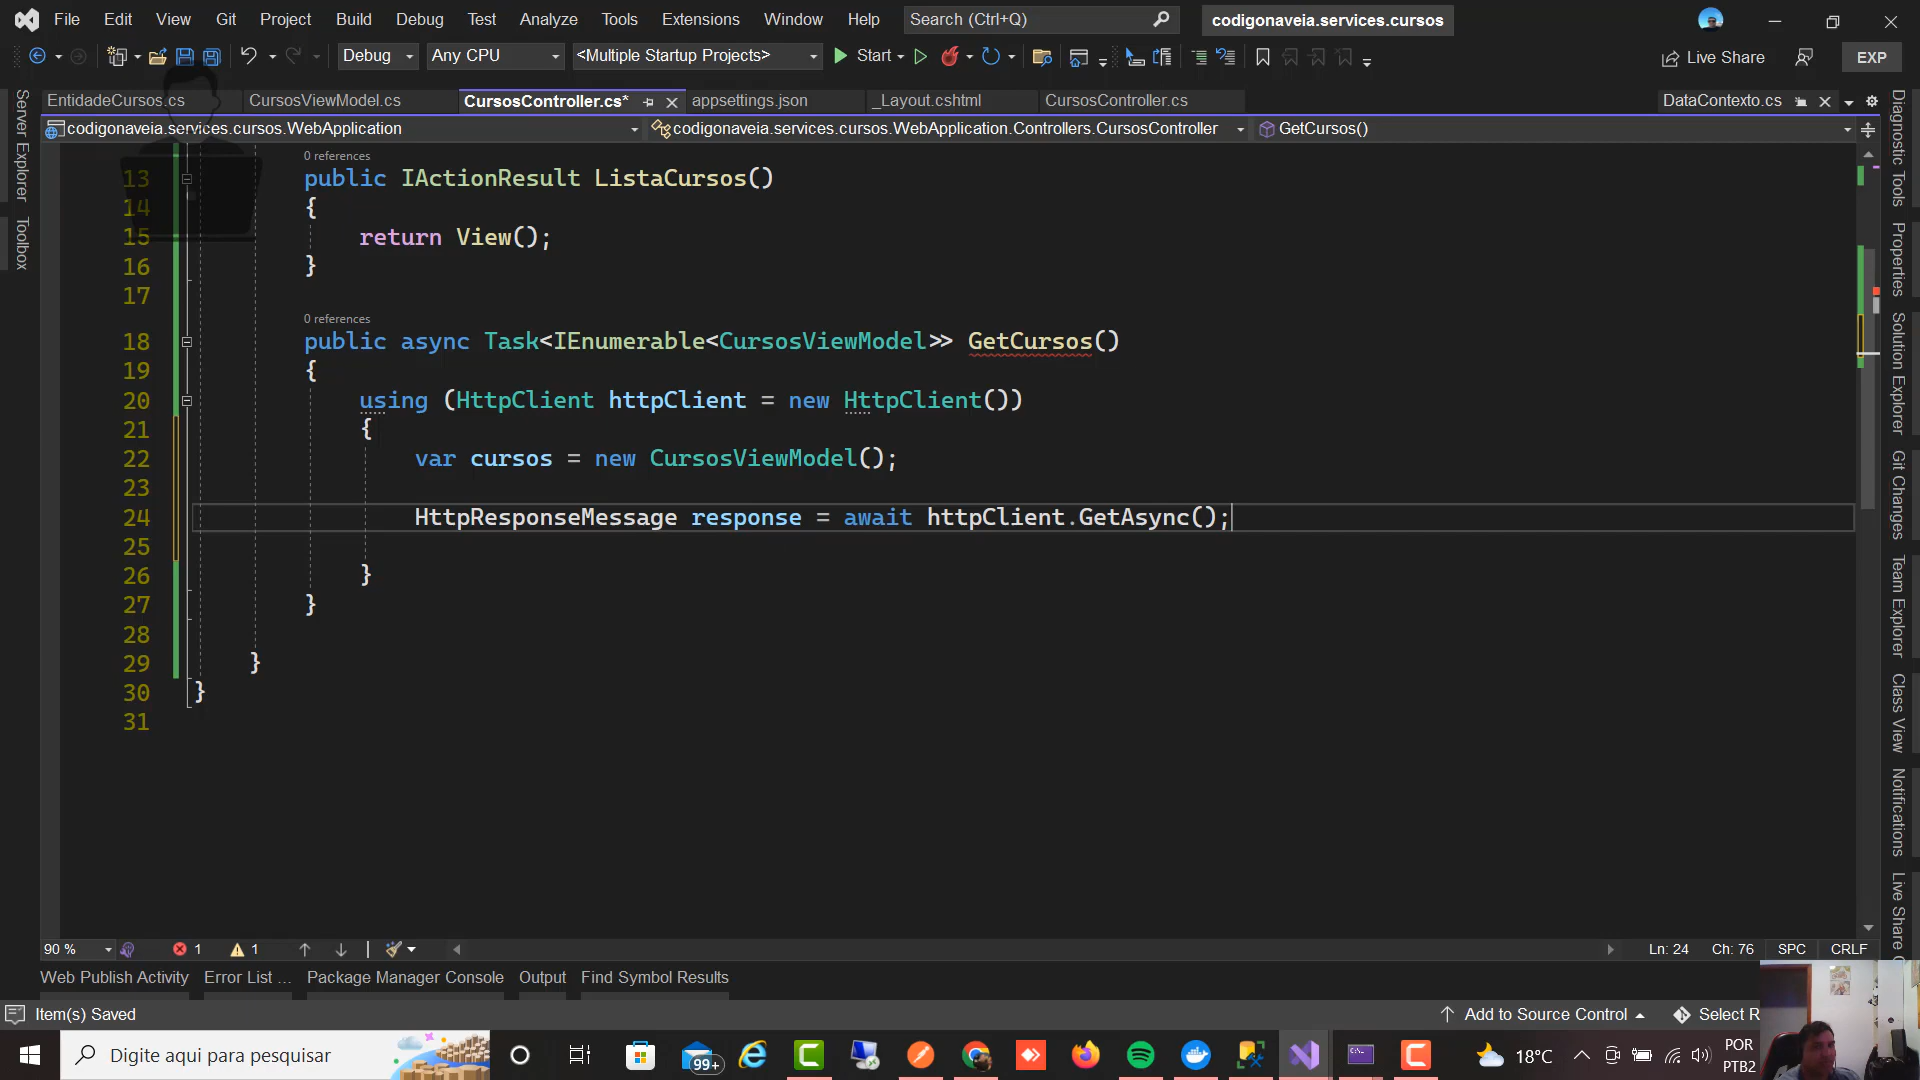 File Edit View Git Project Build Debug Test Analyze Tools Extensions Window Help Search (Ctrl+Q) codigonaveia.services.cursos
Debug Any CPU <Multiple Startup Projects> Start Live Share EXP
EntidadeCursos.cs CursosViewModel.cs CursosController.cs* appsettings.json _Layout.cshtml CursosController.cs DataContexto.cs
codigonaveia.services.cursos.WebApplication codigonaveia.services.cursos.WebApplication.Controllers.CursosController GetCursos()
Server Explorer
Toolbox
0 references
13 public IActionResult ListaCursos()
14 {
15 return View();
16 }
17
0 references
18 public async Task<IEnumerable<CursosViewModel>> GetCursos()
19 {
20 using (HttpClient httpClient = new HttpClient())
21 {
22 var cursos = new CursosViewModel();
23
24 HttpResponseMessage response = await httpClient.GetAsync();
25
26 }
27 }
28
29 }
30 }
31
Diagnostic Tools
Properties
Solution Explorer
Git Changes
Team Explorer
Class View
Notifications
Live Share
90 % 1 1 Ln: 24 Ch: 76 SPC CRLF
Web Publish Activity Error List ... Package Manager Console Output Find Symbol Results
Item(s) Saved Add to Source Control Select R
Digite aqui para pesquisar 99+ 18°C POR
PTB2